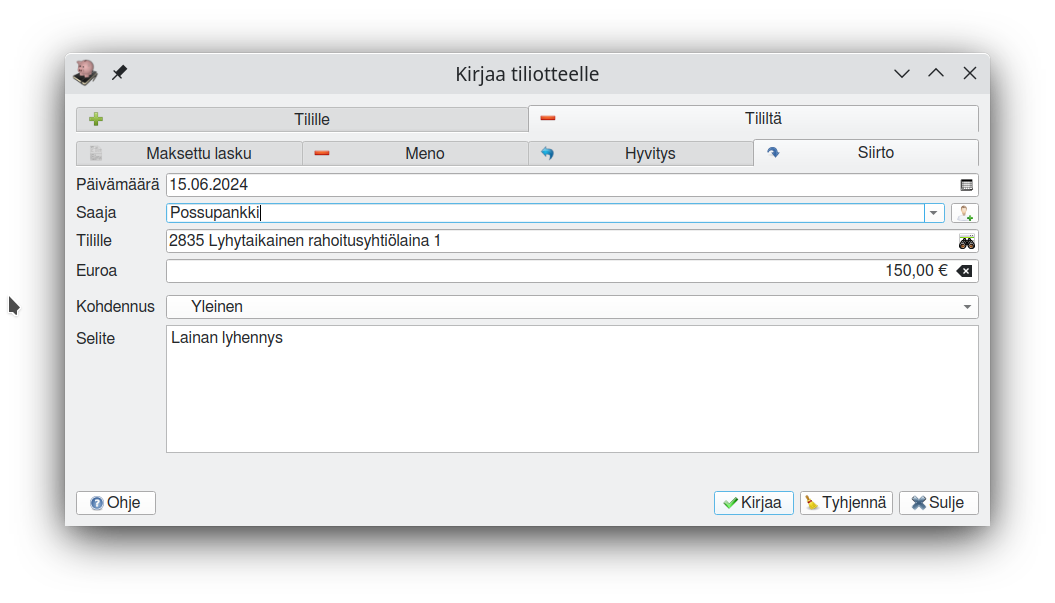 Kirjaa tiliotteelle
Tilille
Tililtä
Maksettu lasku
Meno
Hyvitys
Siirto
Päivämäärä 15.06.2024
Saaja Possupankki
Tilille 2835 Lyhytaikainen rahoitusyhtiölaina 1
Euroa 150,00 €
Kohdennus Yleinen
Selite Lainan lyhennys
Ohje
Kirjaa
Tyhjennä
Sulje